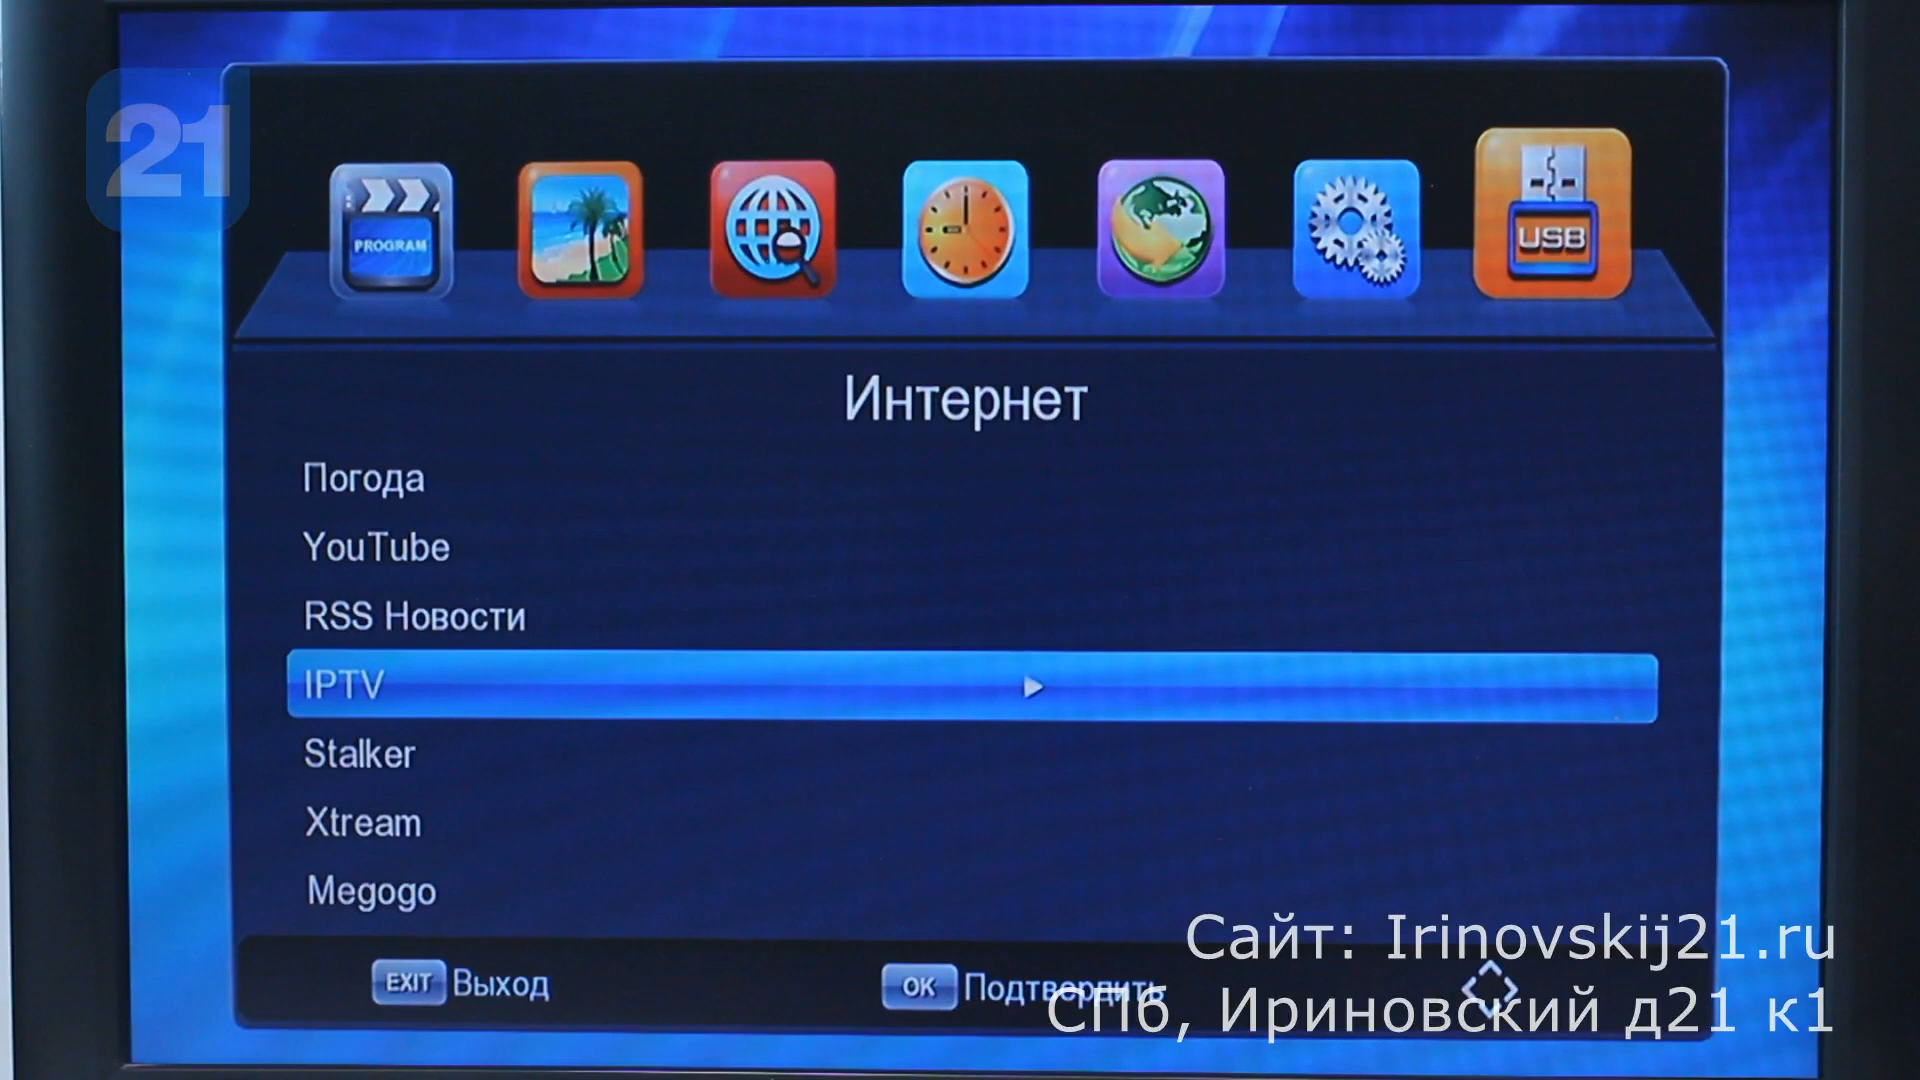 21
PROGRAM
USB
Интернет
Погода
YouTube
RSS Новости
IPTV
Stalker
Xtream
Megogo
EXIT Выход
OK Подтвердить
Сайт: Irinovskij21.ru
СПб, Ириновский д21 к1